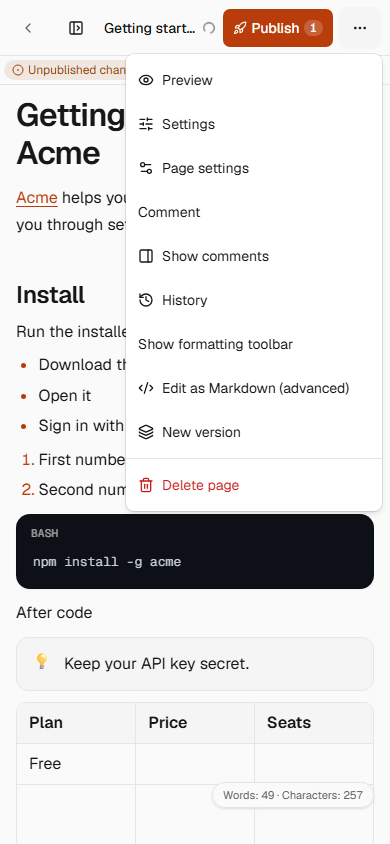 Getting start...
Publish 1
Unpublished chan
Preview
Settings
Page settings
Comment
Show comments
History
Show formatting toolbar
Edit as Markdown (advanced)
New version
Delete page
Getting
Acme
Acme helps you
you through se
Install
Run the installe
Download th
Open it
Sign in with
1. First numbe
2. Second num
BASH
npm install -g acme
After code
Keep your API key secret.
Plan Price Seats
Free
Words: 49 · Characters: 257